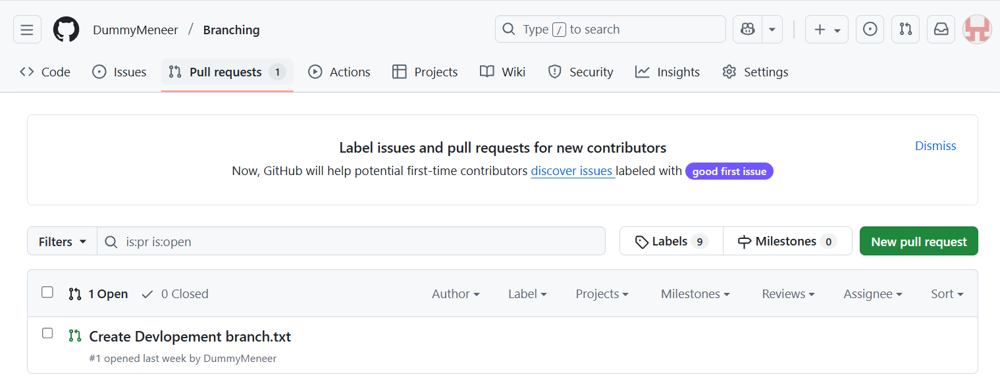 DummyMeneer / Branching
Type / to search
Code Issues Pull requests 1 Actions Projects Wiki Security Insights Settings
Label issues and pull requests for new contributors
Dismiss
Now, GitHub will help potential first-time contributors discover issues labeled with good first issue
Filters is:pr is:open Labels 9 Milestones 0 New pull request
1 Open 0 Closed Author Label Projects Milestones Reviews Assignee Sort
Create Devlopement branch.txt
#1 opened last week by DummyMeneer